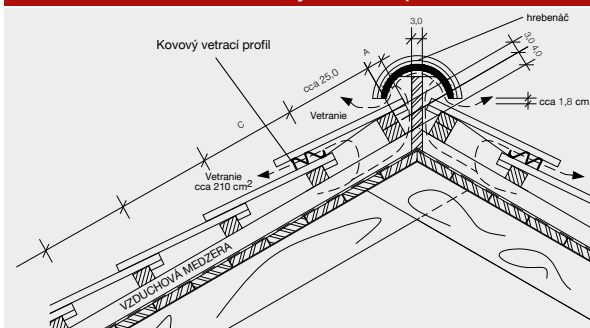 3,0
hrebenáč
Kovový vetrací profil
A
3,0
4,0
cca 25,0
cca 1,8 cm
Vetranie
C
Vetranie
cca 210 cm2
VZDUCHOVÁ MEDZERA